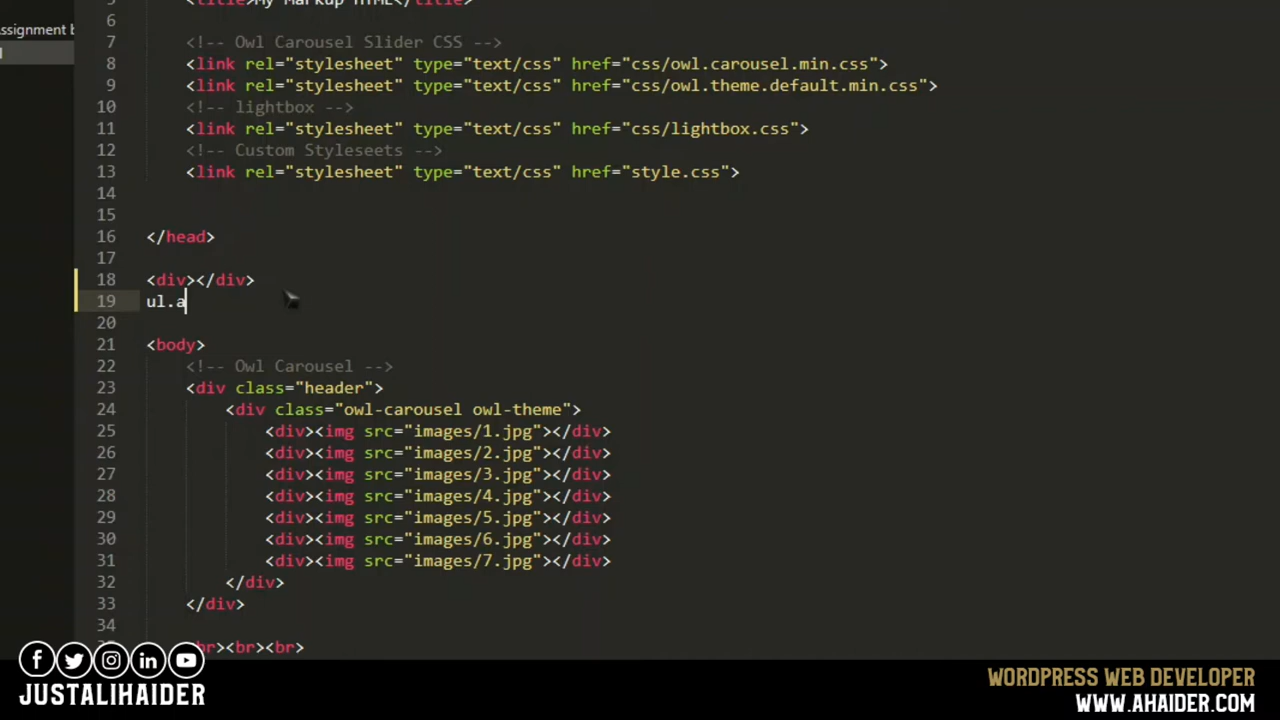 5 <title>My Markup HTML</title>
ssignment b
6
7 <!-- Owl Carousel Slider CSS -->
8 <link rel="stylesheet" type="text/css" href="css/owl.carousel.min.css">
9 <link rel="stylesheet" type="text/css" href="css/owl.theme.default.min.css">
10 <!-- lightbox -->
11 <link rel="stylesheet" type="text/css" href="css/lightbox.css">
12 <!-- Custom Styleseets -->
13 <link rel="stylesheet" type="text/css" href="style.css">
14
15
16 </head>
17
18 <div></div>
19 ul.a
20
21 <body>
22 <!-- Owl Carousel -->
23 <div class="header">
24 <div class="owl-carousel owl-theme">
25 <div><img src="images/1.jpg"></div>
26 <div><img src="images/2.jpg"></div>
27 <div><img src="images/3.jpg"></div>
28 <div><img src="images/4.jpg"></div>
29 <div><img src="images/5.jpg"></div>
30 <div><img src="images/6.jpg"></div>
31 <div><img src="images/7.jpg"></div>
32 </div>
33 </div>
34
br><br><br>
JUSTALIHAIDER
WORDPRESS WEB DEVELOPER
WWW.AHAIDER.COM